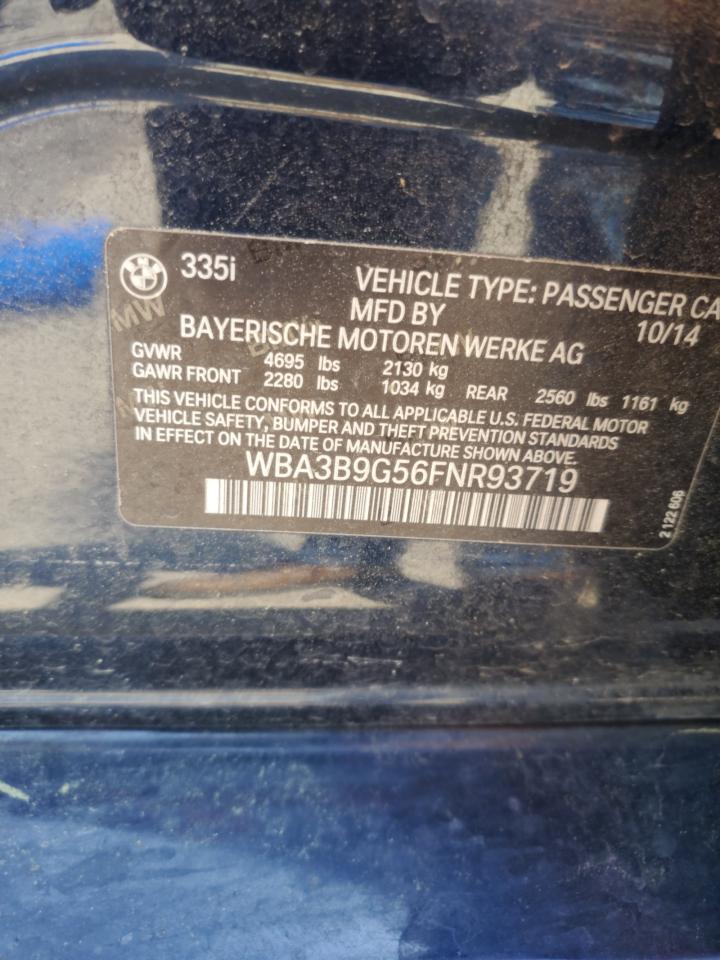 335i
VEHICLE TYPE: PASSENGER CA
MFD BY
10/14
BAYERISCHE MOTOREN WERKE AG
GVWR 4695 lbs 2130 kg
GAWR FRONT 2280 lbs 1034 kg REAR 2560 lbs 1161 kg
THIS VEHICLE CONFORMS TO ALL APPLICABLE U.S. FEDERAL MOTOR
VEHICLE SAFETY, BUMPER AND THEFT PREVENTION STANDARDS
IN EFFECT ON THE DATE OF MANUFACTURE SHOWN ABOVE.
WBA3B9G56FNR93719
2122 606